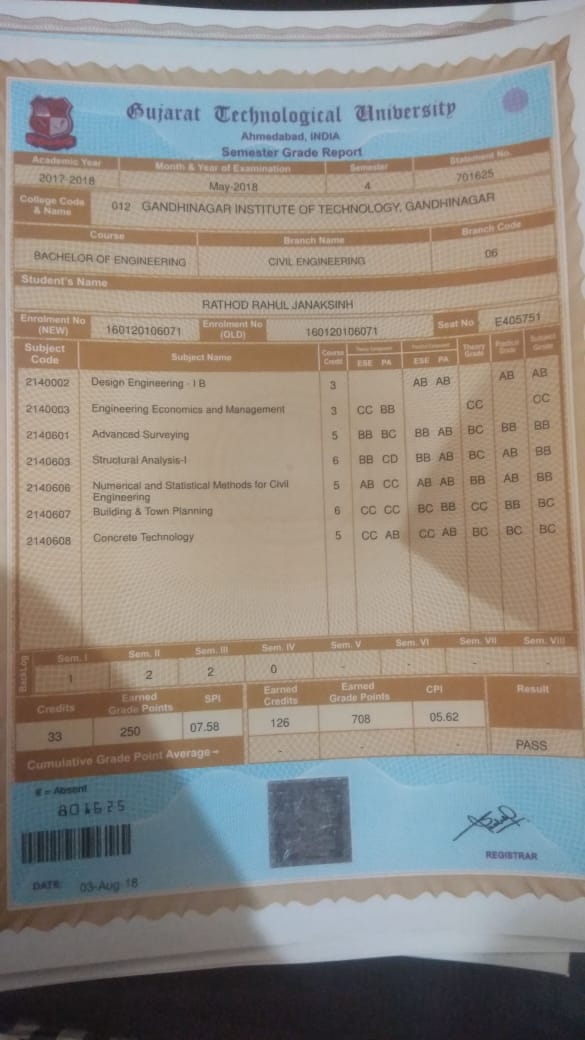 Gujarat Technological University
Ahmedabad, INDIA
Semester Grade Report
Academic Year Month & Year of Examination Semester Statement No.
2017-2018 May-2018 4 701625
College Code & Name 012 GANDHINAGAR INSTITUTE OF TECHNOLOGY, GANDHINAGAR
Course Branch Name Branch Code
BACHELOR OF ENGINEERING CIVIL ENGINEERING 06
Student's Name
RATHOD RAHUL JANAKSINH
Enrolment No (NEW) 160120106071 Enrolment No (OLD) 160120106071 Seat No E405751
Subject Code Subject Name Course Credit ESE PA ESE PA Theory Grade Practical Grade Subject Grade
2140002 Design Engineering - I B 3 AB AB AB AB
2140003 Engineering Economics and Management 3 CC BB CC CC
2140601 Advanced Surveying 5 BB BC BB AB BC BB BB
2140603 Structural Analysis-I 6 BB CD BB AB BC AB BB
2140606 Numerical and Statistical Methods for Civil Engineering 5 AB CC AB AB BB AB BB
2140607 Building & Town Planning 6 CC CC BC BB CC BB BC
2140608 Concrete Technology 5 CC AB CC AB BC BC BC
BackLog Sem. I Sem. II Sem. III Sem. IV Sem. V Sem. VI Sem. VII Sem. VIII
1 2 2 0 - - - -
Credits Earned Grade Points SPI Earned Credits Earned Grade Points CPI Result
33 250 07.58 126 708 05.62
Cumulative Grade Point Average - - - PASS
# = Absent
REGISTRAR
DATE: 03-Aug-18